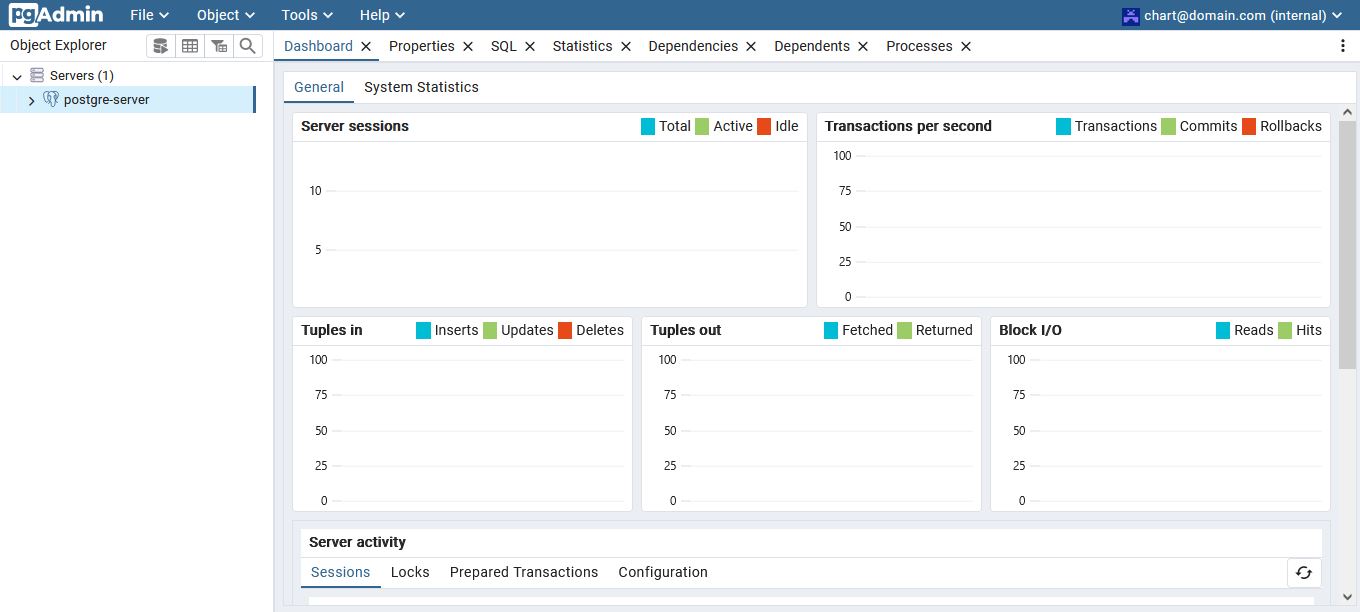 pgAdmin File Object Tools Help chart@domain.com (internal)
Object Explorer
Dashboard Properties SQL Statistics Dependencies Dependents Processes
Servers (1)
postgre-server
General System Statistics
Server sessions Total Active Idle
10
5
Transactions per second Transactions Commits Rollbacks
100
75
50
25
0
Tuples in Inserts Updates Deletes
100
75
50
25
0
Tuples out Fetched Returned
100
75
50
25
0
Block I/O Reads Hits
100
75
50
25
0
Server activity
Sessions Locks Prepared Transactions Configuration